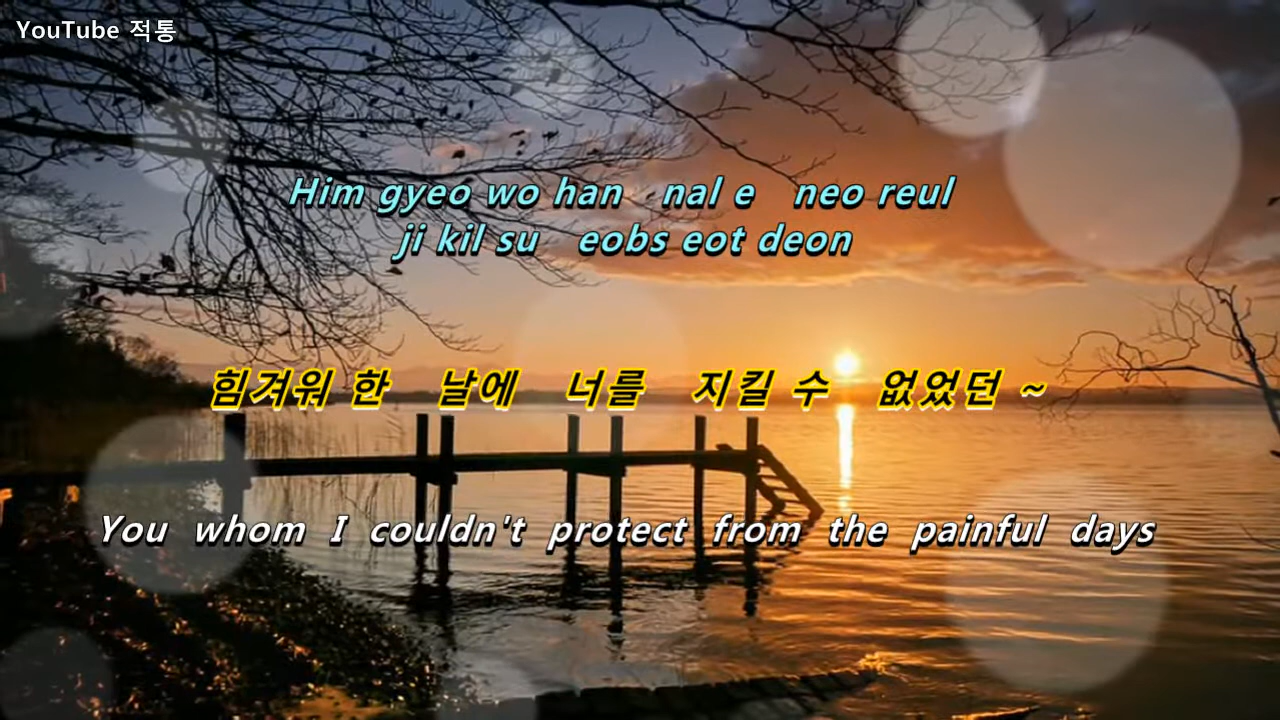 YouTube 적통
Him gyeo wo han nal e neo reul
ji kil su eobs eot deon
힘겨워 한 날에 너를 지킬 수 없었던 ~
You whom I couldn't protect from the painful days